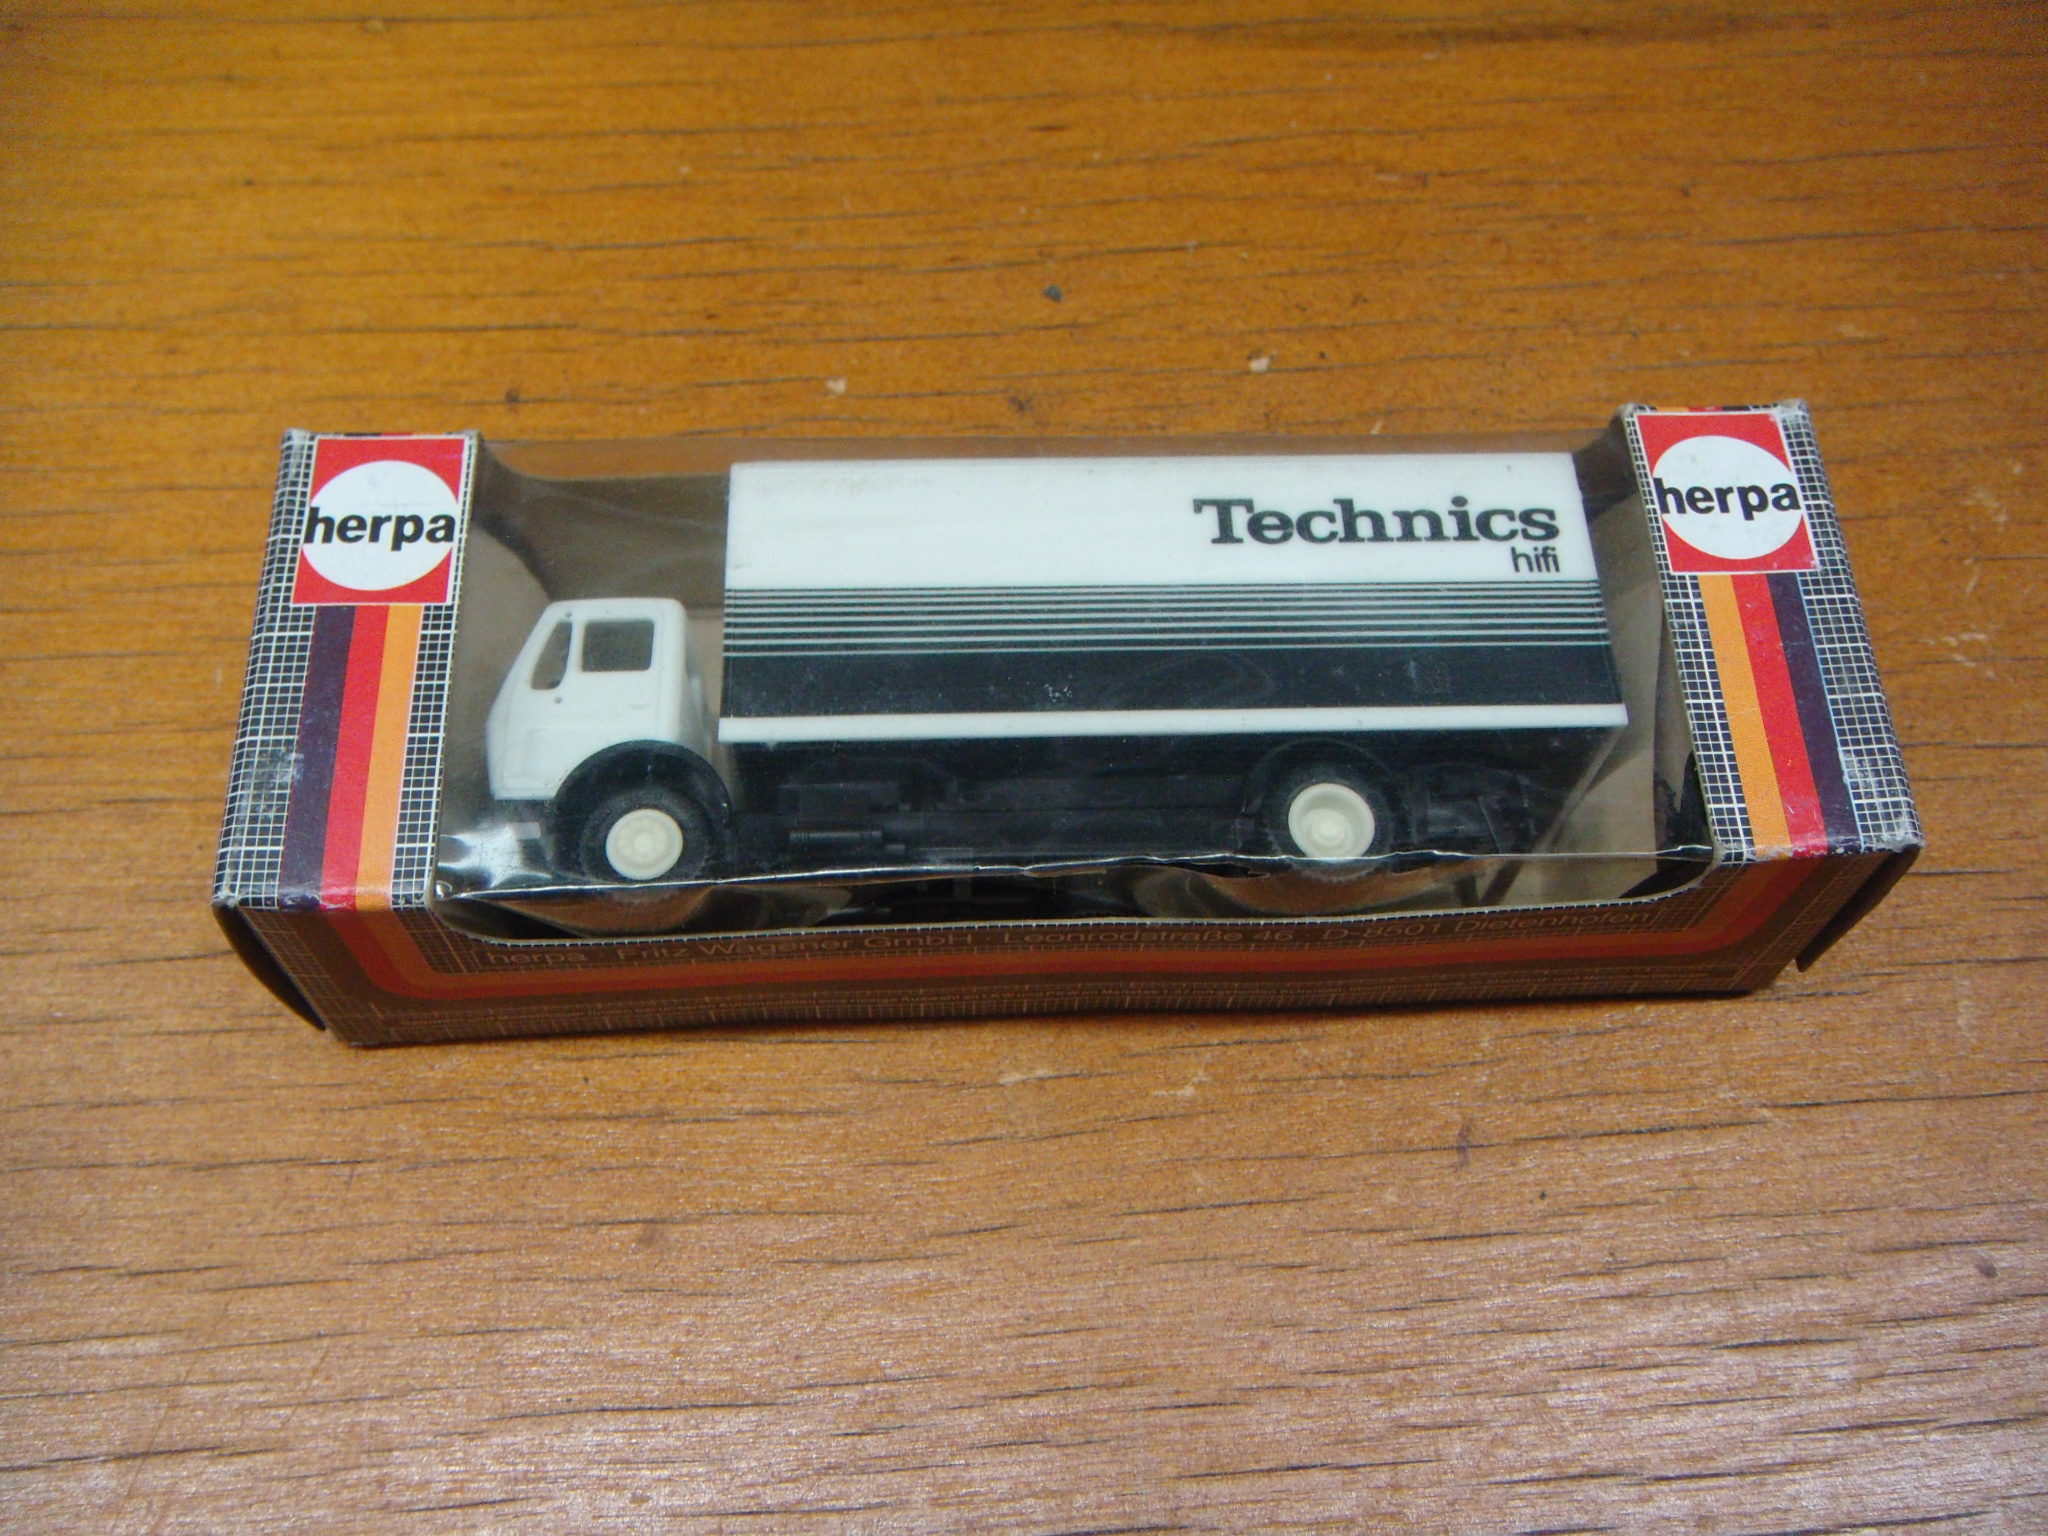 herpa
herpa
Technics
hifi
herpa · Fritz Wagener GmbH · Leonrodstraße 46 · D-8501 Dietenhofen